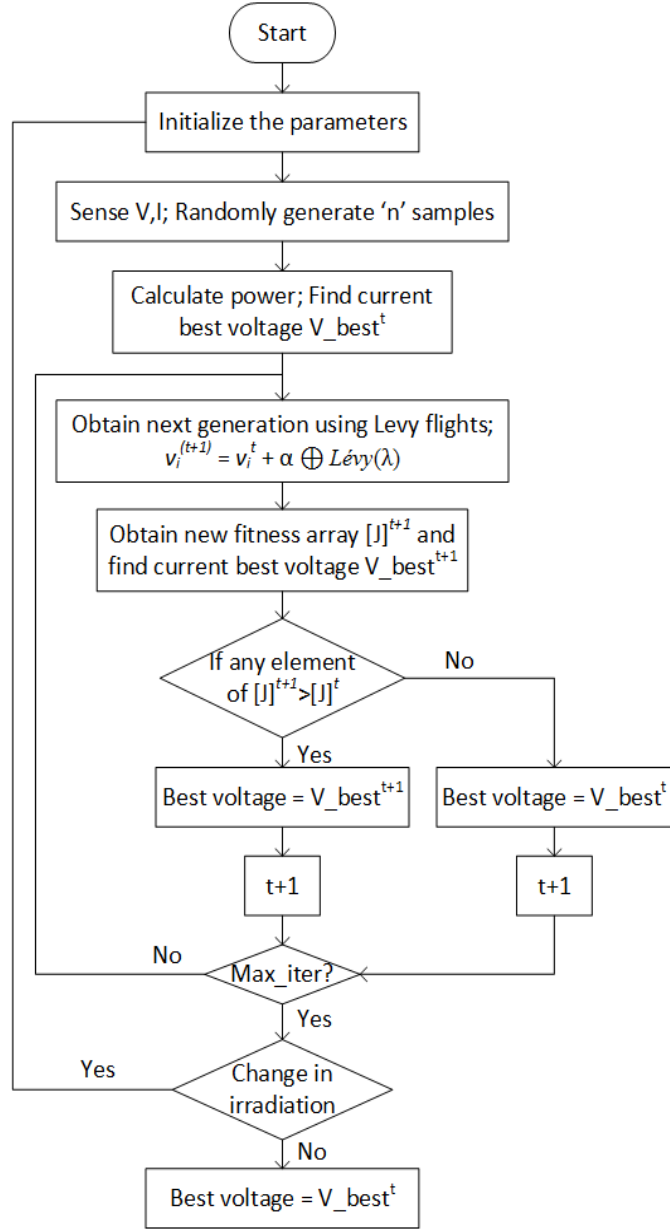 Start
Initialize the parameters
Sense V,I; Randomly generate ‘n’ samples
Calculate power; Find current
best voltage V_best^t
Obtain next generation using Levy flights;
v_i^(t+1) = v_i^t + α ⊕ Lévy(λ)
Obtain new fitness array [J]^t+1 and
find current best voltage V_best^t+1
If any element
of [J]^t+1>[J]^t
No
Yes
Best voltage = V_best^t+1
Best voltage = V_best^t
t+1
t+1
No
Max_iter?
Yes
Yes
Change in
irradiation
No
Best voltage = V_best^t